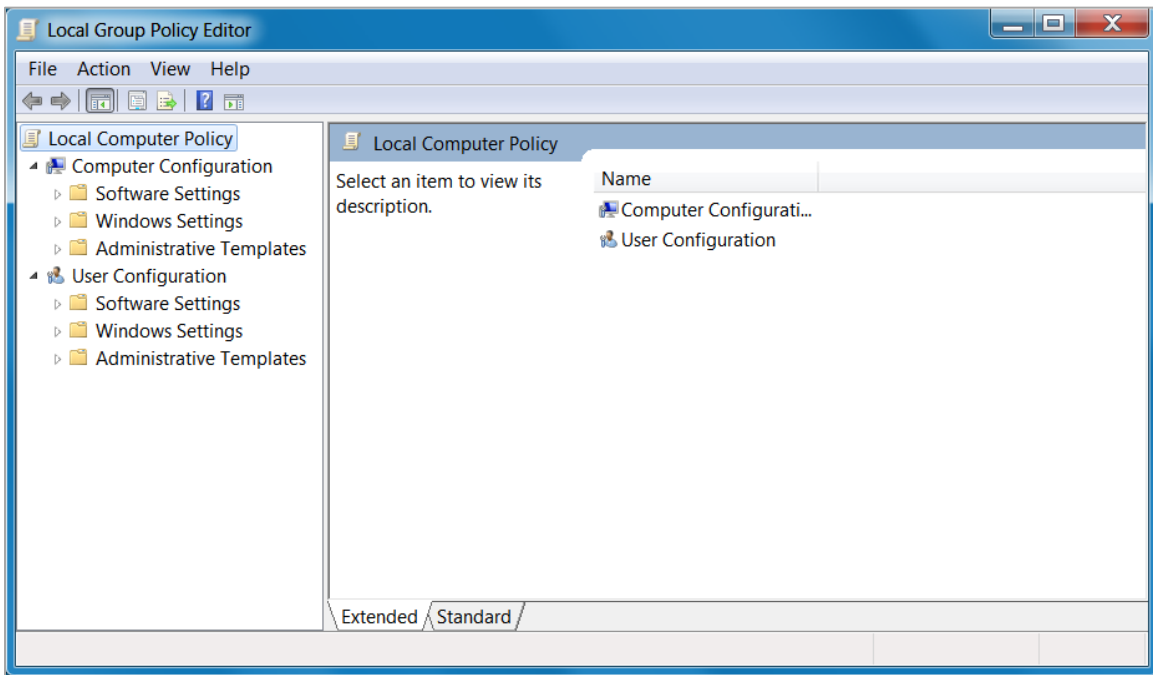 Local Group Policy Editor
File Action View Help
Local Computer Policy
Computer Configuration
Software Settings
Windows Settings
Administrative Templates
User Configuration
Software Settings
Windows Settings
Administrative Templates
Local Computer Policy
Select an item to view its
description.
Name
Computer Configurati...
User Configuration
Extended Standard